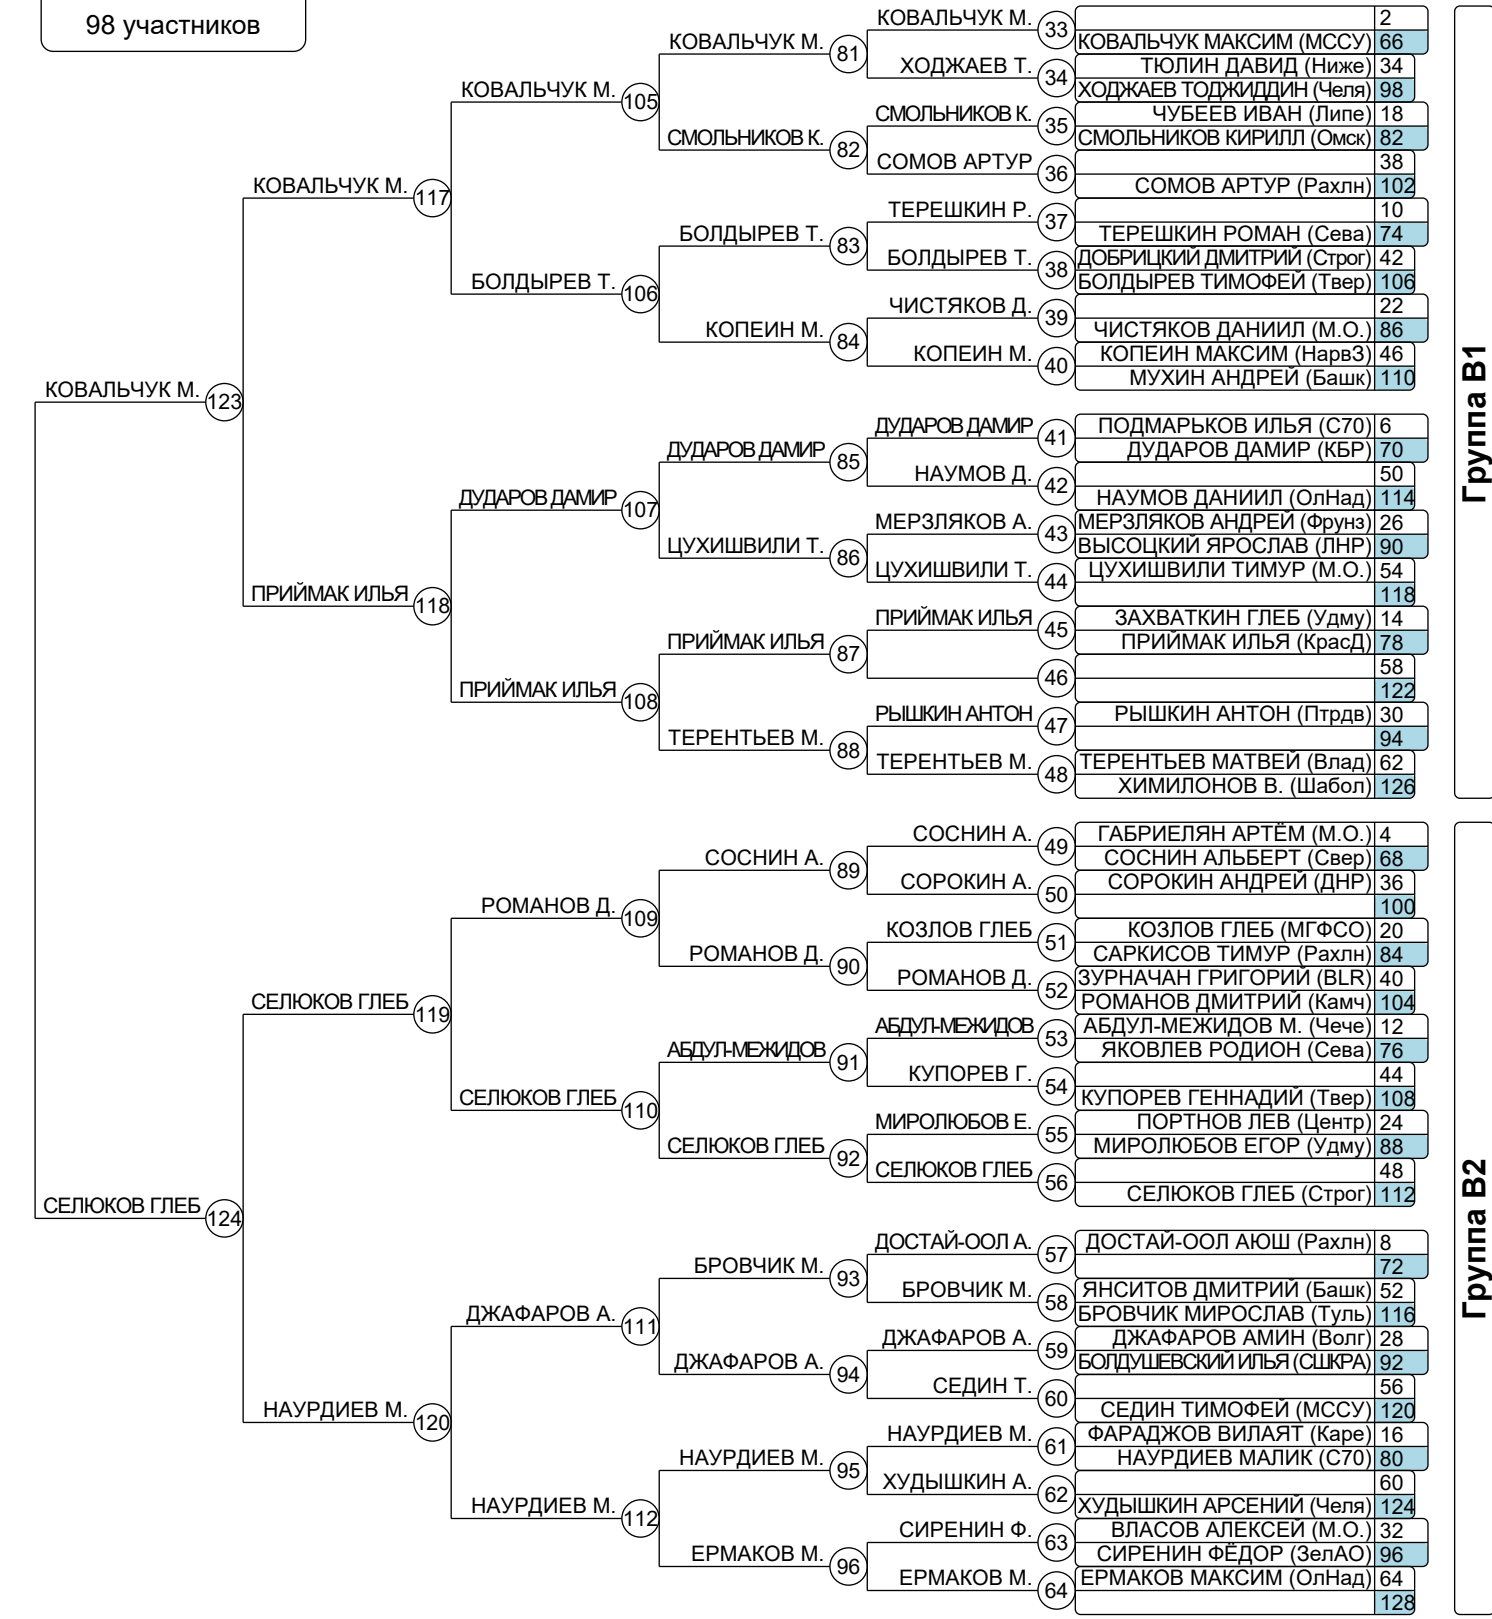 98 участников
КОВАЛЬЧУК М. 33 2
КОВАЛЬЧУК М. 81 КОВАЛЬЧУК МАКСИМ (МССУ) 66
ХОДЖАЕВ Т. 34 ТЮЛИН ДАВИД (Ниже) 34
КОВАЛЬЧУК М. 105 ХОДЖАЕВ ТОДЖИДДИН (Челя) 98
СМОЛЬНИКОВ К. 35 ЧУБЕЕВ ИВАН (Липе) 18
СМОЛЬНИКОВ К. 82 СМОЛЬНИКОВ КИРИЛЛ (Омск) 82
СОМОВ АРТУР 36 38
КОВАЛЬЧУК М. 117 СОМОВ АРТУР (Рахлн) 102
ТЕРЕШКИН Р. 37 10
БОЛДЫРЕВ Т. 83 ТЕРЕШКИН РОМАН (Сева) 74
БОЛДЫРЕВ Т. 38 ДОБРИЦКИЙ ДМИТРИЙ (Строг) 42
БОЛДЫРЕВ Т. 106 БОЛДЫРЕВ ТИМОФЕЙ (Твер) 106
ЧИСТЯКОВ Д. 39 22
КОПЕИН М. 84 ЧИСТЯКОВ ДАНИИЛ (М.О.) 86
КОПЕИН М. 40 КОПЕИН МАКСИМ (НарвЗ) 46
МУХИН АНДРЕЙ (Башк) 110
КОВАЛЬЧУК М. 123
Группа B1
ДУДАРОВ ДАМИР 41 ПОДМАРЬКОВ ИЛЬЯ (С70) 6
ДУДАРОВ ДАМИР 85 ДУДАРОВ ДАМИР (КБР) 70
НАУМОВ Д. 42 50
ДУДАРОВ ДАМИР 107 НАУМОВ ДАНИИЛ (ОлНад) 114
МЕРЗЛЯКОВ А. 43 МЕРЗЛЯКОВ АНДРЕЙ (Фрунз) 26
ЦУХИШВИЛИ Т. 86 ВЫСОЦКИЙ ЯРОСЛАВ (ЛНР) 90
ЦУХИШВИЛИ Т. 44 ЦУХИШВИЛИ ТИМУР (М.О.) 54
ПРИЙМАК ИЛЬЯ 118 118
ПРИЙМАК ИЛЬЯ 45 ЗАХВАТКИН ГЛЕБ (Удму) 14
ПРИЙМАК ИЛЬЯ 87 ПРИЙМАК ИЛЬЯ (КрасД) 78
46 58
ПРИЙМАК ИЛЬЯ 108 122
РЫШКИН АНТОН 47 РЫШКИН АНТОН (Птрдв) 30
ТЕРЕНТЬЕВ М. 88 94
ТЕРЕНТЬЕВ М. 48 ТЕРЕНТЬЕВ МАТВЕЙ (Влад) 62
ХИМИЛОНОВ В. (Шабол) 126
СОСНИН А. 49 ГАБРИЕЛЯН АРТЁМ (М.О.) 4
СОСНИН А. 89 СОСНИН АЛЬБЕРТ (Свер) 68
СОРОКИН А. 50 СОРОКИН АНДРЕЙ (ДНР) 36
РОМАНОВ Д. 109 100
КОЗЛОВ ГЛЕБ 51 КОЗЛОВ ГЛЕБ (МГФСО) 20
РОМАНОВ Д. 90 САРКИСОВ ТИМУР (Рахлн) 84
РОМАНОВ Д. 52 ЗУРНАЧАН ГРИГОРИЙ (BLR) 40
СЕЛЮКОВ ГЛЕБ 119 РОМАНОВ ДМИТРИЙ (Камч) 104
АБДУЛ-МЕЖИДОВ 53 АБДУЛ-МЕЖИДОВ М. (Чече) 12
АБДУЛ-МЕЖИДОВ 91 ЯКОВЛЕВ РОДИОН (Сева) 76
КУПОРЕВ Г. 54 44
СЕЛЮКОВ ГЛЕБ 110 КУПОРЕВ ГЕННАДИЙ (Твер) 108
МИРОЛЮБОВ Е. 55 ПОРТНОВ ЛЕВ (Центр) 24
СЕЛЮКОВ ГЛЕБ 92 МИРОЛЮБОВ ЕГОР (Удму) 88
СЕЛЮКОВ ГЛЕБ 56 48
СЕЛЮКОВ ГЛЕБ (Строг) 112
СЕЛЮКОВ ГЛЕБ 124
Группа B2
ДОСТАЙ-ООЛ А. 57 ДОСТАЙ-ООЛ АЮШ (Рахлн) 8
БРОВЧИК М. 93 72
БРОВЧИК М. 58 ЯНСИТОВ ДМИТРИЙ (Башк) 52
ДЖАФАРОВ А. 111 БРОВЧИК МИРОСЛАВ (Туль) 116
ДЖАФАРОВ А. 59 ДЖАФАРОВ АМИН (Волг) 28
ДЖАФАРОВ А. 94 БОЛДУШЕВСКИЙ ИЛЬЯ (СШКРА) 92
СЕДИН Т. 60 56
НАУРДИЕВ М. 120 СЕДИН ТИМОФЕЙ (МССУ) 120
НАУРДИЕВ М. 61 ФАРАДЖОВ ВИЛАЯТ (Каре) 16
НАУРДИЕВ М. 95 НАУРДИЕВ МАЛИК (С70) 80
ХУДЫШКИН А. 62 60
НАУРДИЕВ М. 112 ХУДЫШКИН АРСЕНИЙ (Челя) 124
СИРЕНИН Ф. 63 ВЛАСОВ АЛЕКСЕЙ (М.О.) 32
ЕРМАКОВ М. 96 СИРЕНИН ФЁДОР (ЗелАО) 96
ЕРМАКОВ М. 64 ЕРМАКОВ МАКСИМ (ОлНад) 64
128